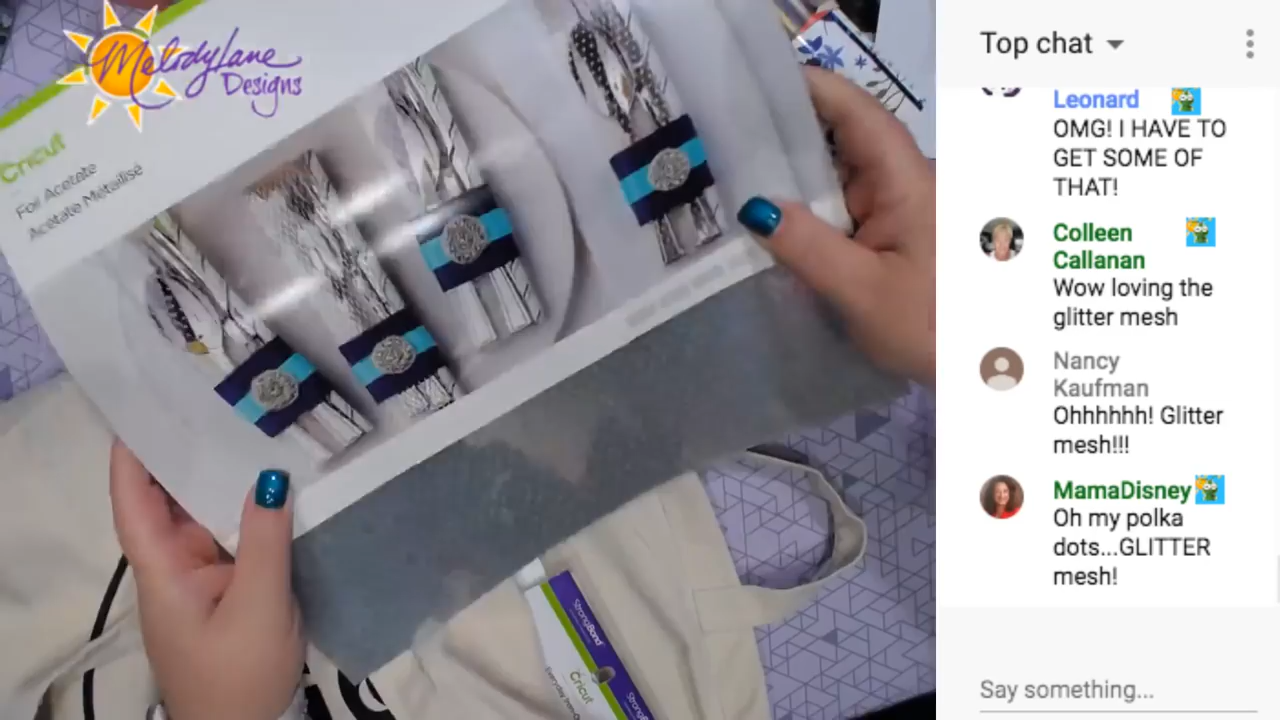 MelodyLane
Designs
Cricut
Foil Acetate
Acétate Métallisé
StrongBond
Cricut
StrongBond
Top chat
Leonard
OMG! I HAVE TO
GET SOME OF
THAT!
Colleen
Callanan
Wow loving the
glitter mesh
Nancy
Kaufman
Ohhhhhh! Glitter
mesh!!!
MamaDisney
Oh my polka
dots...GLITTER
mesh!
Say something...